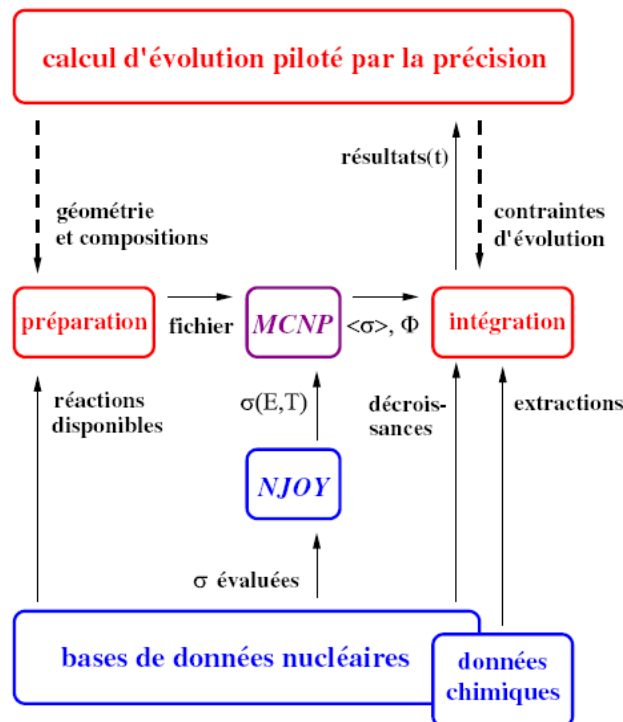 calcul d'évolution piloté par la précision
résultats(t)
géométrie
et compositions
contraintes
d'évolution
préparation
fichier
MCNP
<σ>, Φ
intégration
réactions
disponibles
σ(E,T)
décrois-
sances
extractions
NJOY
σ évaluées
bases de données nucléaires
données
chimiques